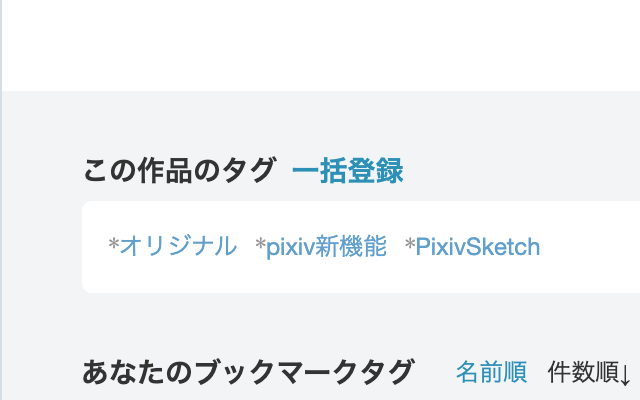 この作品のタグ 一括登録
*オリジナル *pixiv新機能 *PixivSketch
あなたのブックマークタグ 名前順 件数順↓